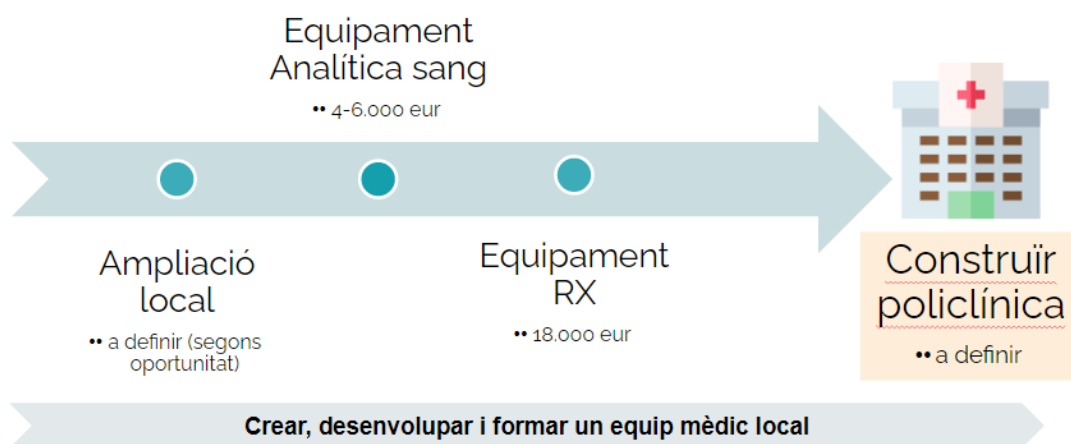 Equipament
Analítica sang
•• 4-6.000 eur
Ampliació
local
•• a definir (segons
oportunitat)
Equipament
RX
•• 18.000 eur
Construïr
policlínica
•• a definir
Crear, desenvolupar i formar un equip mèdic local